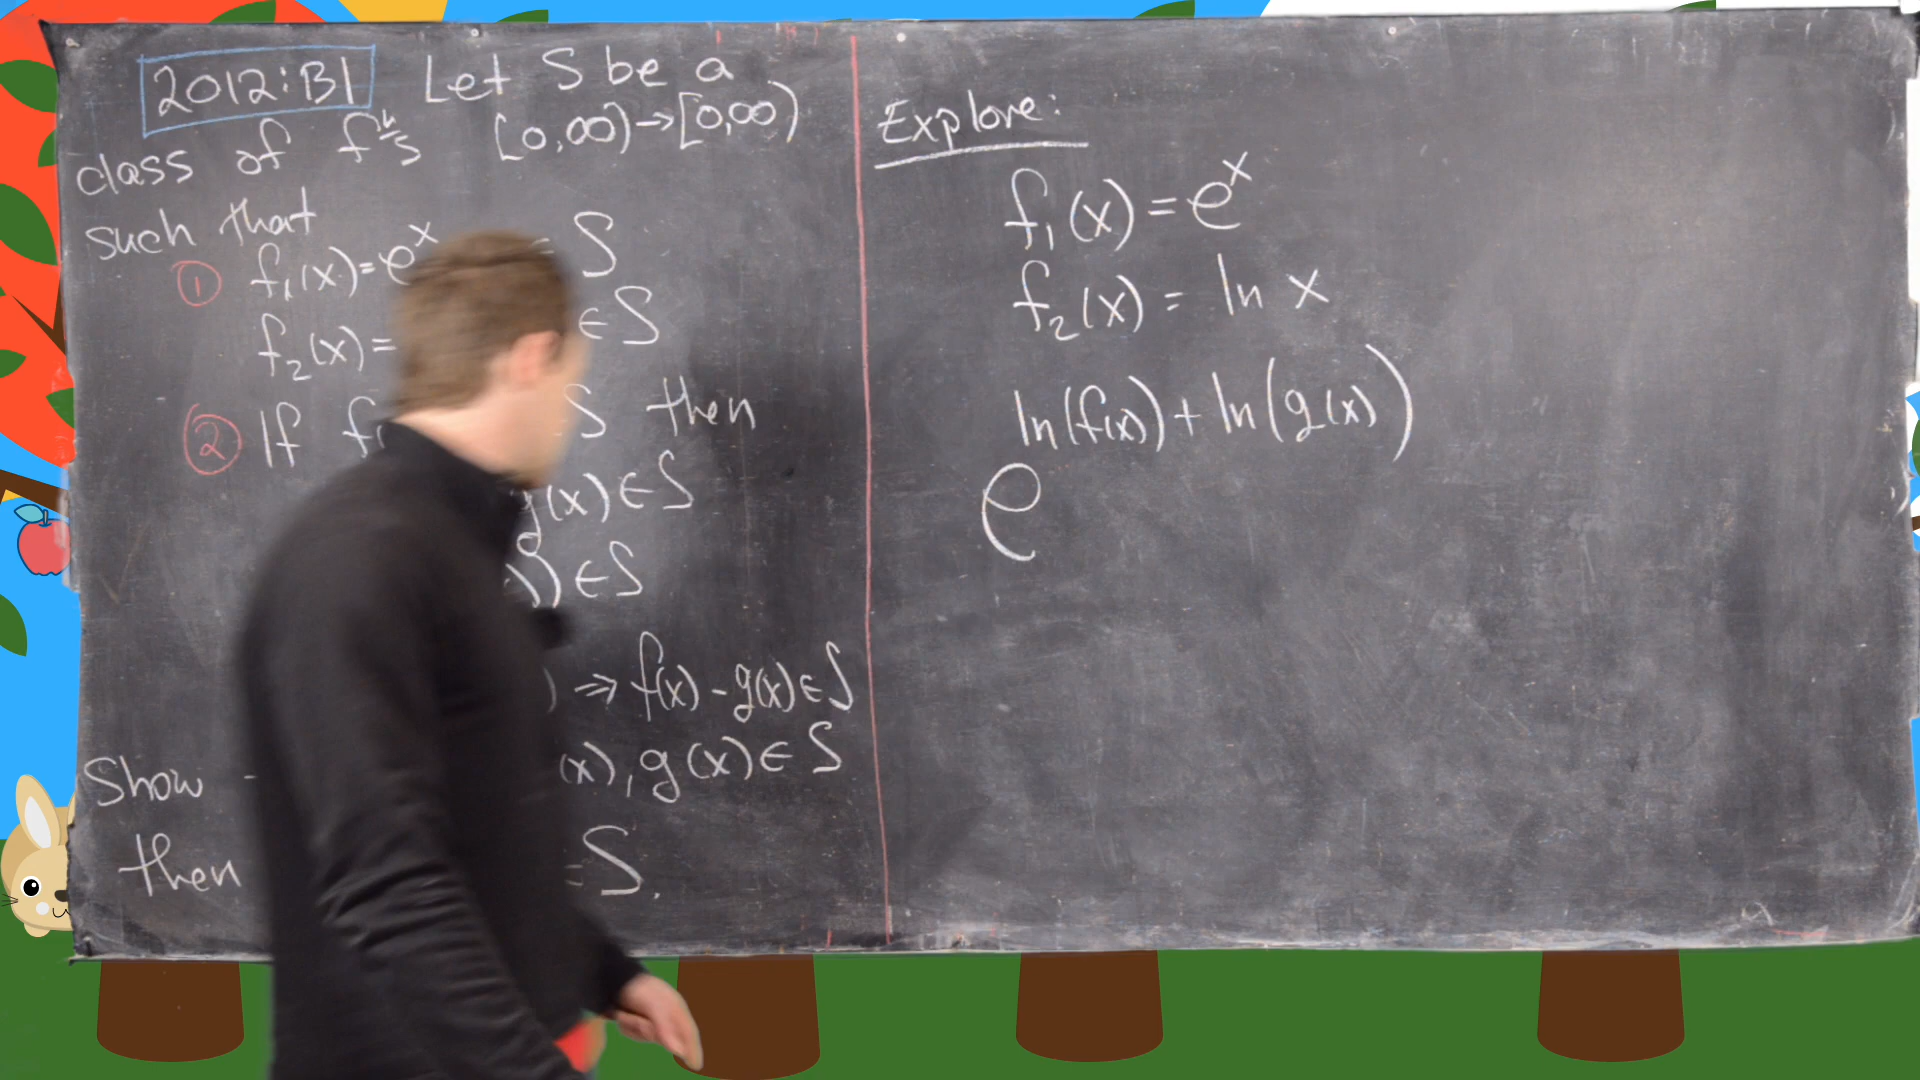 2012:B1 Let S be a
class of fⁿˢ [0,∞)→[0,∞)
such that
① f₁(x)=eˣ ∈ S
f₂(x)= ∈S
② If f S then
g(x)∈S
))∈S
) ⇒ f(x)-g(x)∈S
Show (x), g(x)∈S
then S.
Explore:
f₁(x) = eˣ
f₂(x) = ln x
ln(f(x)) + ln(g(x))
e